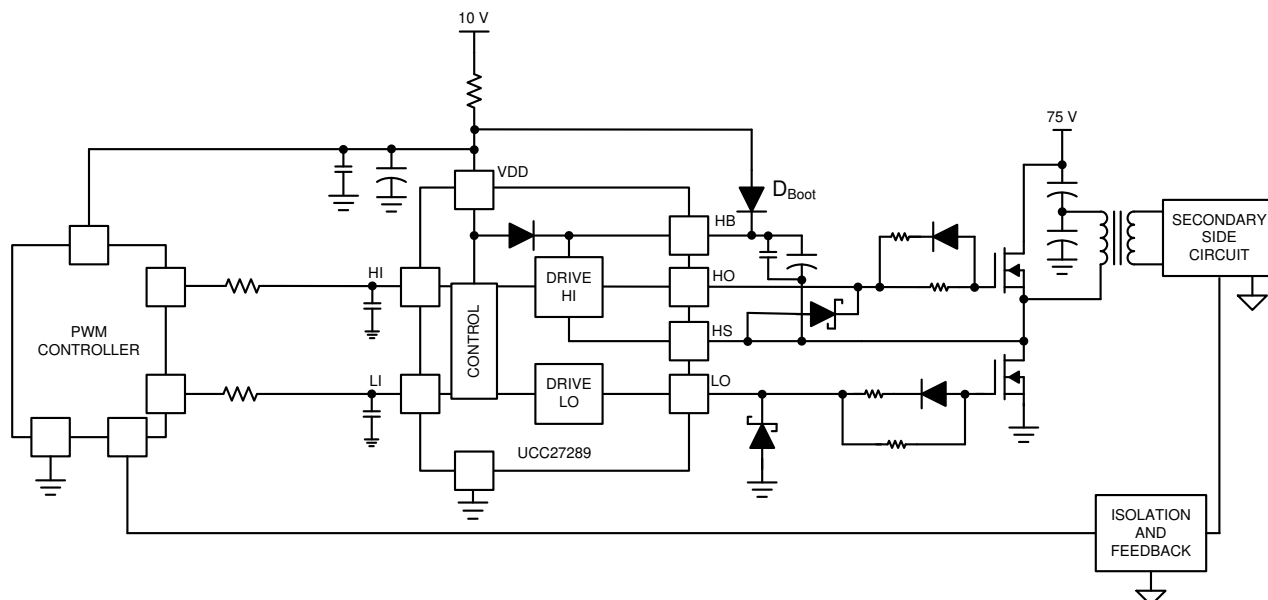 10 V
75 V
VDD
D_Boot
HB
SECONDARY
SIDE
CIRCUIT
HI
DRIVE
HI
HO
PWM
CONTROLLER
CONTROL
HS
LI
DRIVE
LO
LO
UCC27289
ISOLATION
AND
FEEDBACK